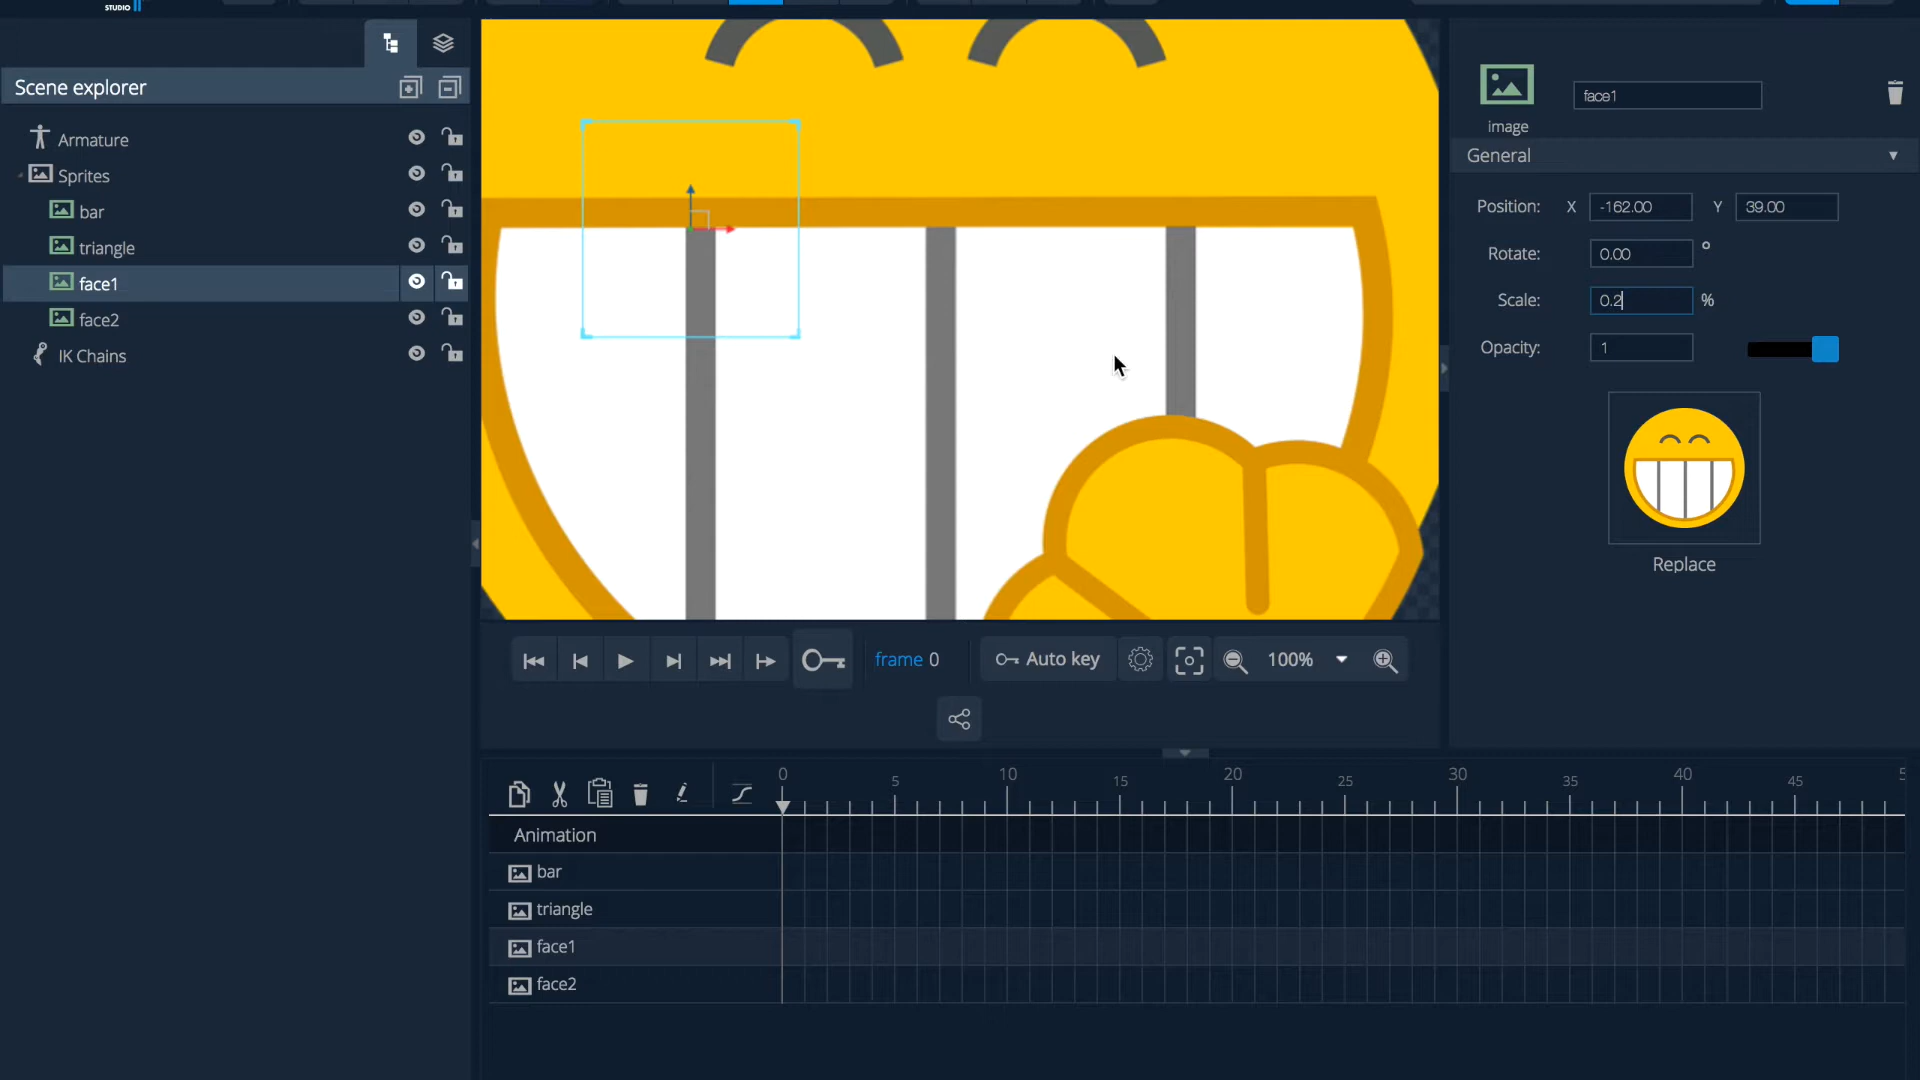 STUDIO
Scene explorer
Armature
Sprites
bar
triangle
face1
face2
IK Chains
face1
image
General
Position: X -162.00 Y 39.00
Rotate: 0.00 °
Scale: 0.2 %
Opacity: 1
Replace
frame 0
Auto key
100%
0 5 10 15 20 25 30 35 40 45
Animation
bar
triangle
face1
face2